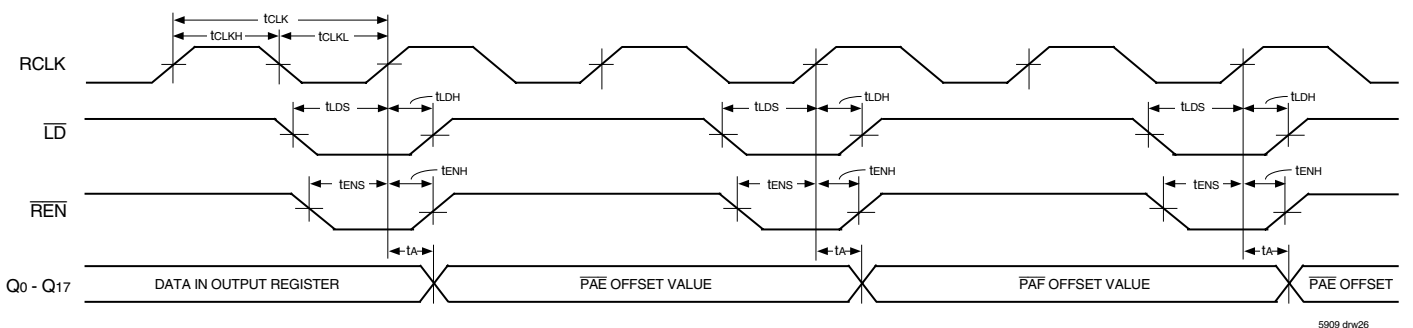 tCLK
tCLKH tCLKL
RCLK
tLDS tLDH tLDS tLDH tLDS tLDH
LD
tENS tENH tENS tENH tENS tENH
REN
tA tA tA
Q0 - Q17 DATA IN OUTPUT REGISTER PAE OFFSET VALUE PAF OFFSET VALUE PAE OFFSET
5909 drw26